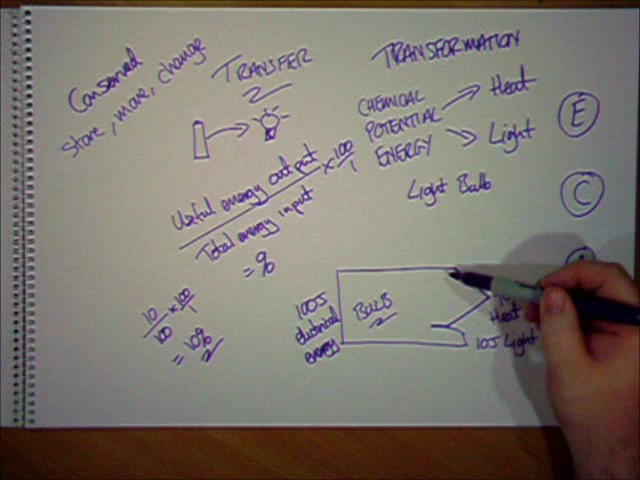 Conserved
store, move, change
TRANSFER
TRANSFORMATION
CHEMICAL
POTENTIAL
ENERGY
Heat
Light
Light Bulb
E
C
Useful energy output
Total energy input
× 100/1
= %
10/100 × 100/1
= 10%
100J
electrical
energy
BULB
Heat
10J Light